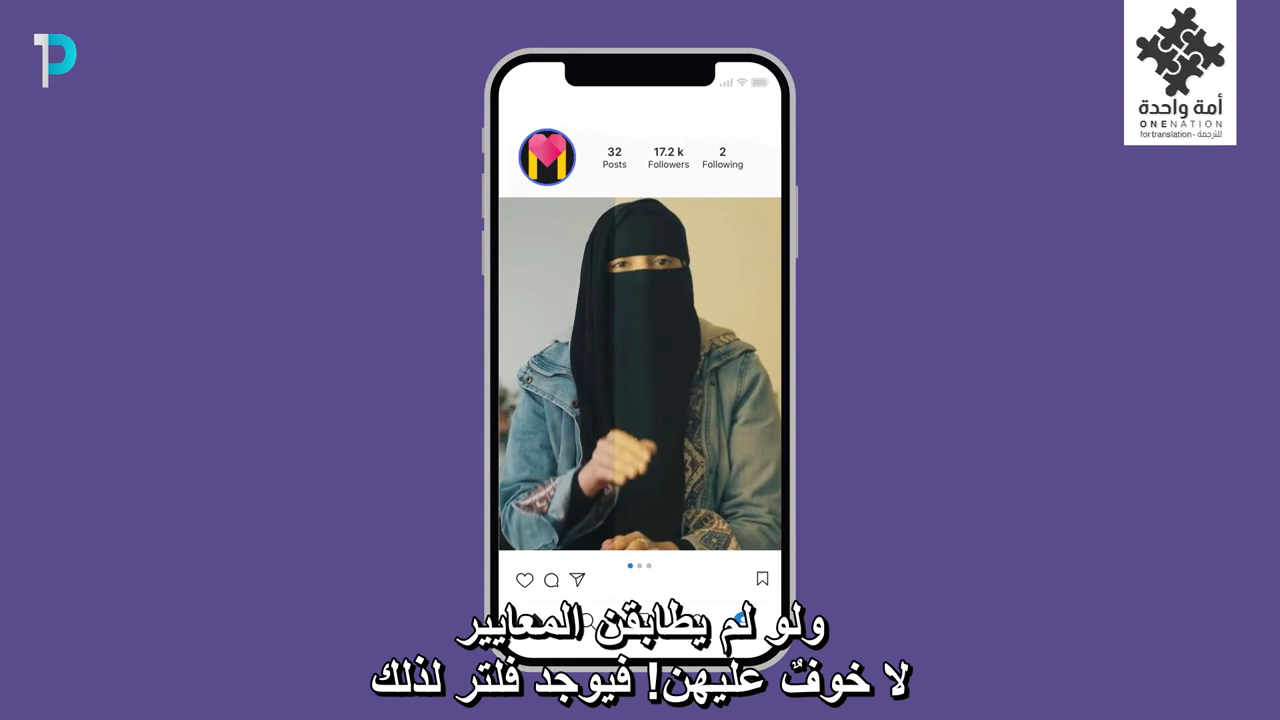 1P
أمة واحدة
ONENATION
for translation - للترجمة
32 17.2 k 2
Posts Followers Following
ولو لم يطابقن المعايير
لا خوفٌ عليهن! فيوجد فلتر لذلك